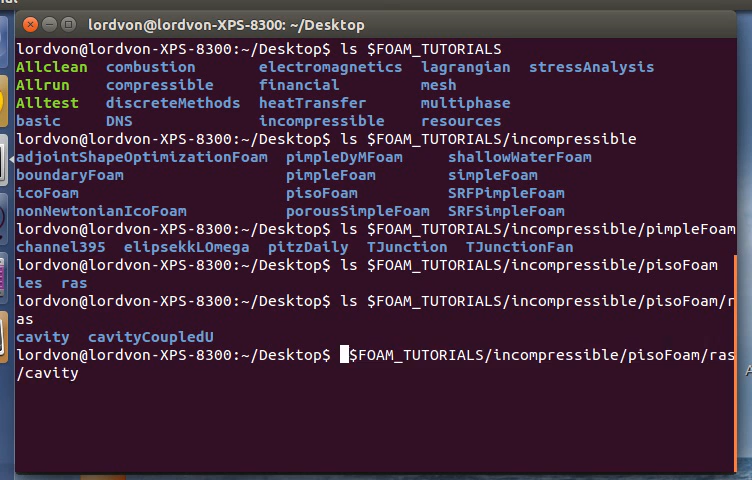 lordvon@lordvon-XPS-8300: ~/Desktop
lordvon@lordvon-XPS-8300:~/Desktop$ ls $FOAM_TUTORIALS
Allclean combustion electromagnetics lagrangian stressAnalysis
Allrun compressible financial mesh
Alltest discreteMethods heatTransfer multiphase
basic DNS incompressible resources
lordvon@lordvon-XPS-8300:~/Desktop$ ls $FOAM_TUTORIALS/incompressible
adjointShapeOptimizationFoam pimpleDyMFoam shallowWaterFoam
boundaryFoam pimpleFoam simpleFoam
icoFoam pisoFoam SRFPimpleFoam
nonNewtonianIcoFoam porousSimpleFoam SRFSimpleFoam
lordvon@lordvon-XPS-8300:~/Desktop$ ls $FOAM_TUTORIALS/incompressible/pimpleFoam
channel395 elipsekkLOmega pitzDaily TJunction TJunctionFan
lordvon@lordvon-XPS-8300:~/Desktop$ ls $FOAM_TUTORIALS/incompressible/pisoFoam
les ras
lordvon@lordvon-XPS-8300:~/Desktop$ ls $FOAM_TUTORIALS/incompressible/pisoFoam/r
as
cavity cavityCoupledU
lordvon@lordvon-XPS-8300:~/Desktop$ $FOAM_TUTORIALS/incompressible/pisoFoam/ras
/cavity